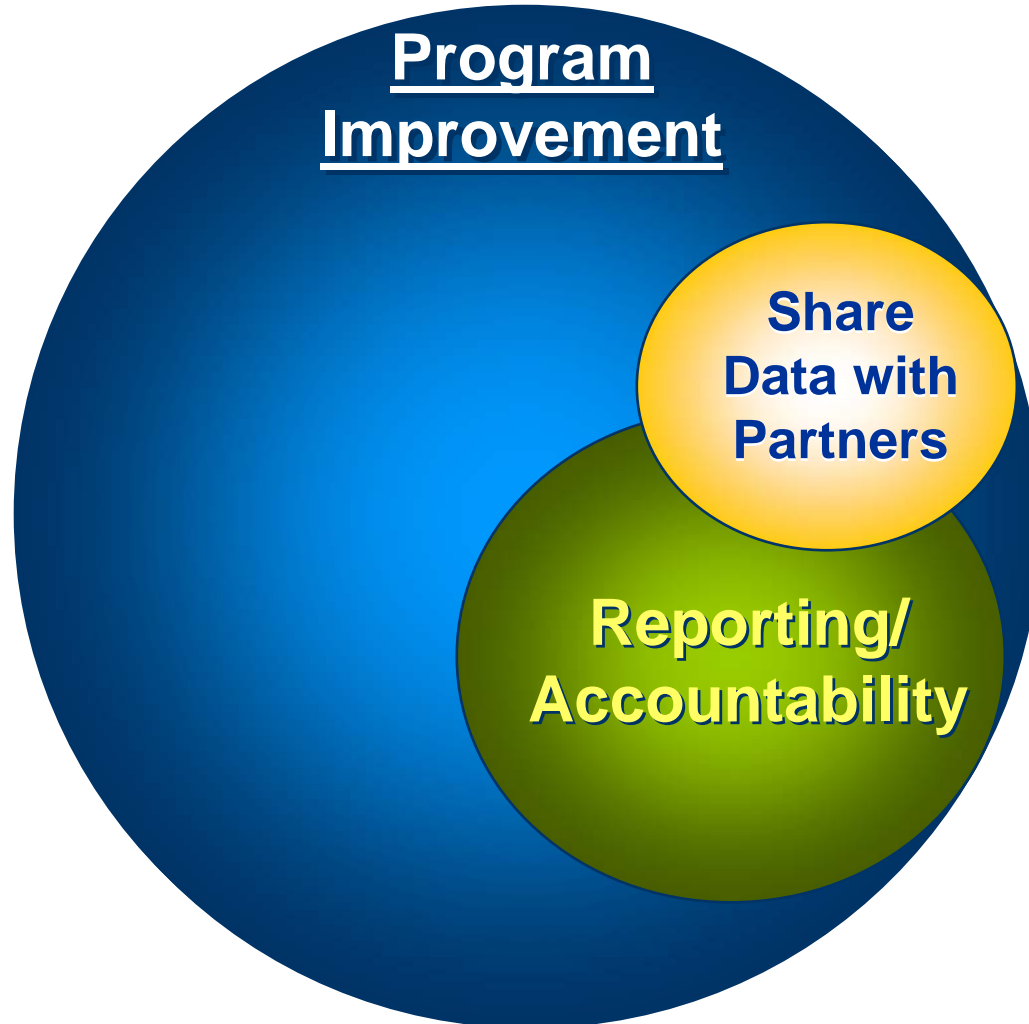 Program
Improvement
Share
Data with
Partners
Reporting/
Accountability